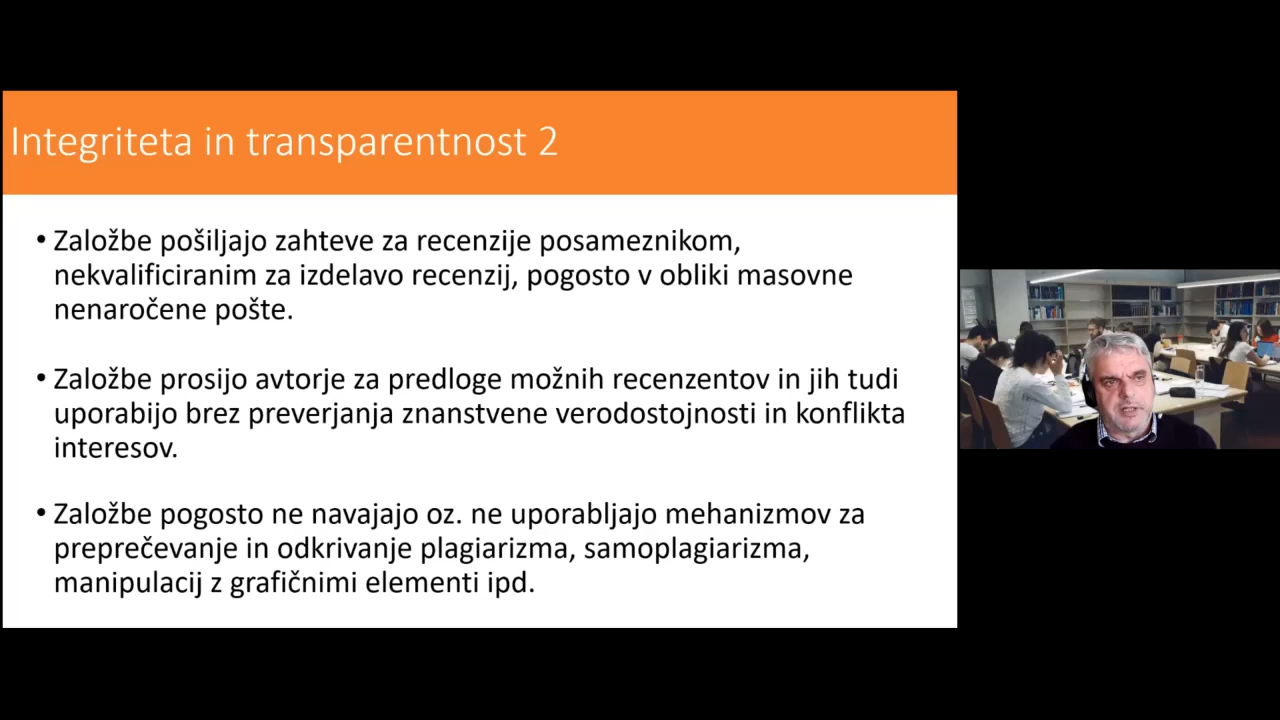 Integriteta in transparentnost 2
• Založbe pošiljajo zahteve za recenzije posameznikom,
nekvalificiranim za izdelavo recenzij, pogosto v obliki masovne
nenaročene pošte.
• Založbe prosijo avtorje za predloge možnih recenzentov in jih tudi
uporabijo brez preverjanja znanstvene verodostojnosti in konflikta
interesov.
• Založbe pogosto ne navajajo oz. ne uporabljajo mehanizmov za
preprečevanje in odkrivanje plagiarizma, samoplagiarizma,
manipulacij z grafičnimi elementi ipd.